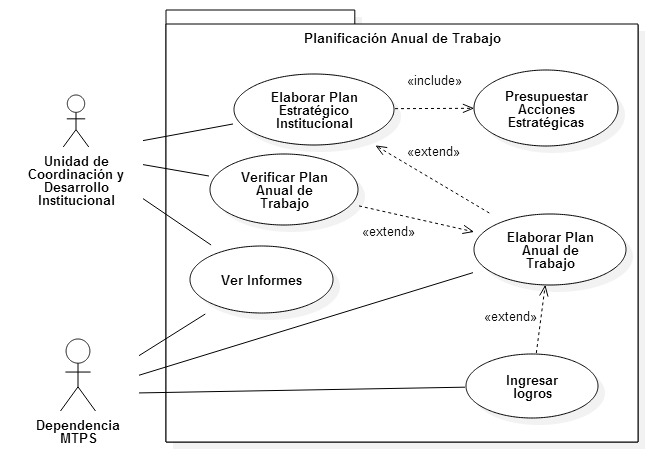 Planificación Anual de Trabajo
Elaborar Plan
Estratégico
Institucional
«include»
Presupuestar
Acciones
Estratégicas
Unidad de
Coordinación y
Desarrollo
Institucional
«extend»
Verificar Plan
Anual de
Trabajo
«extend»
Elaborar Plan
Anual de
Trabajo
Ver Informes
«extend»
Ingresar
logros
Dependencia
MTPS